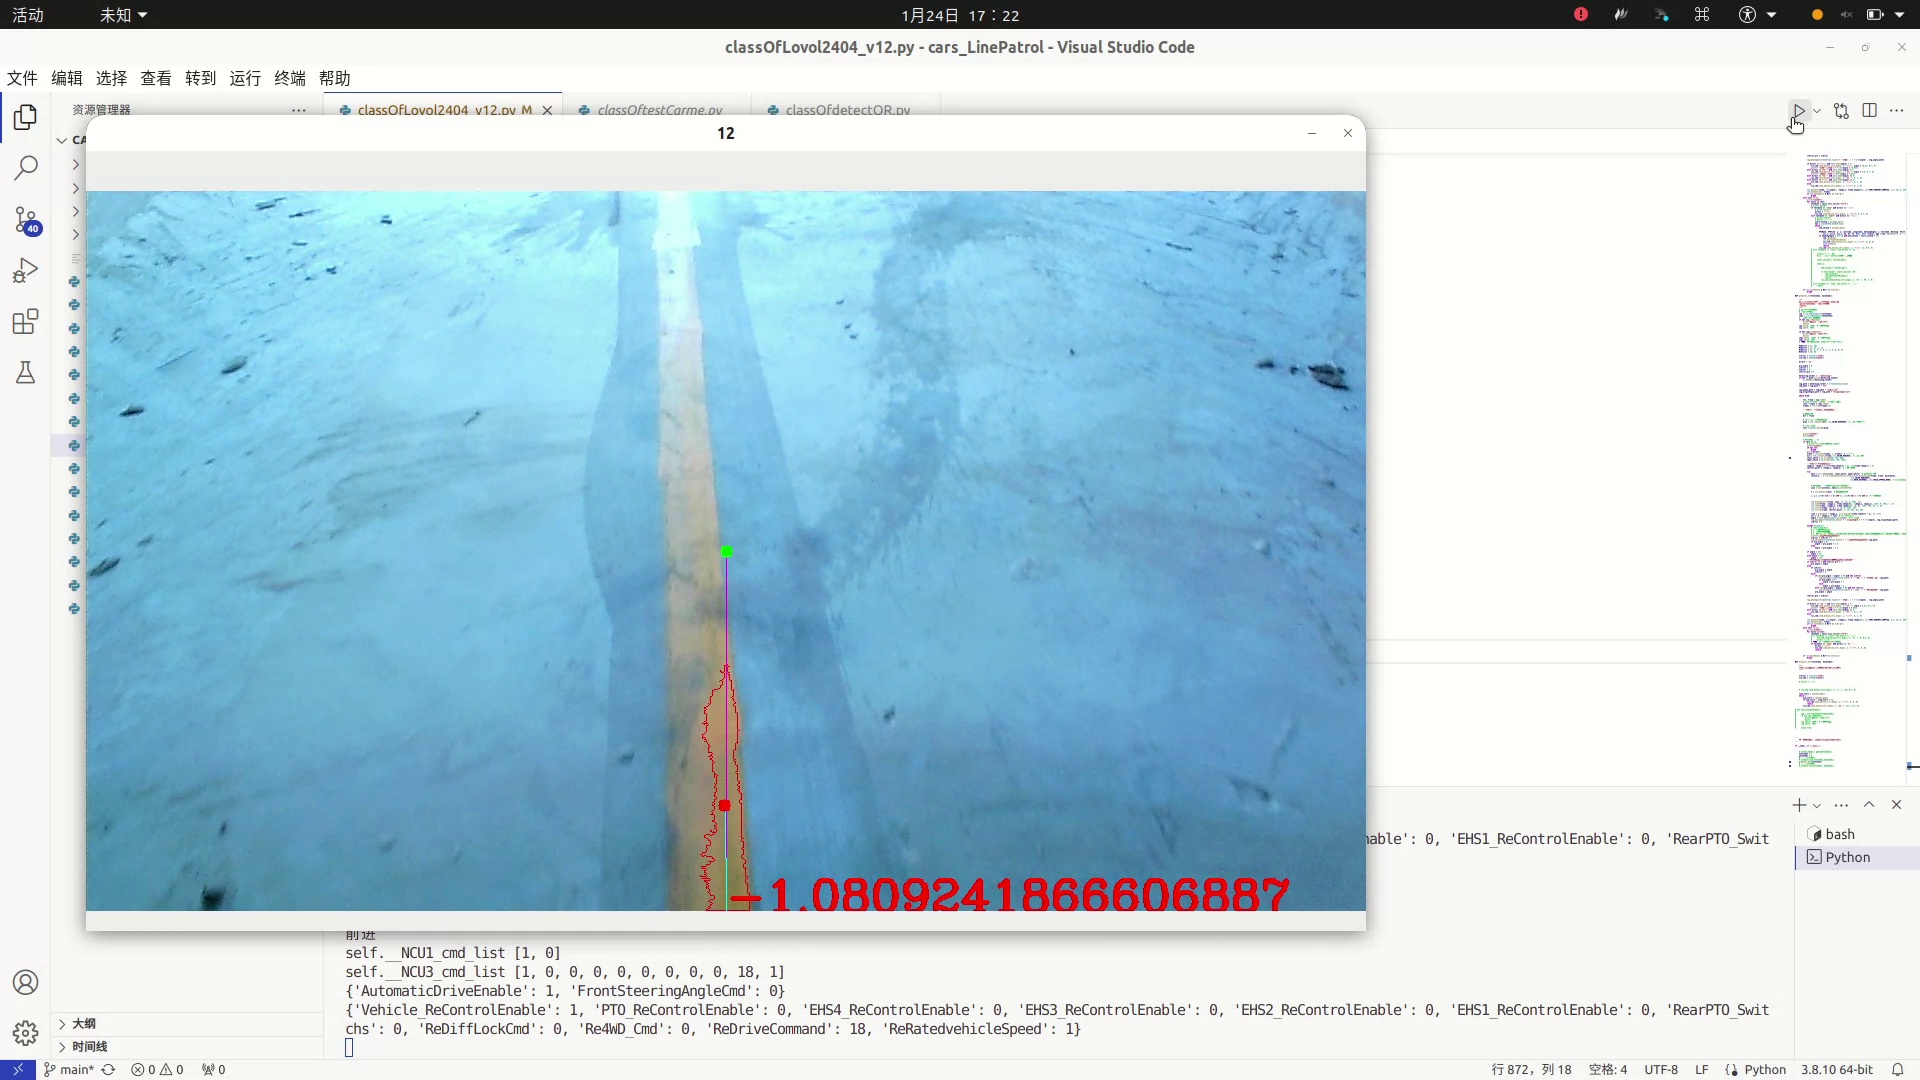 活动
未知
1月24日 17：22
classOfLovol2404_v12.py - cars_LinePatrol - Visual Studio Code
文件 编辑 选择 查看 转到 运行 终端 帮助
资源管理器
classOfLovol2404_v12.py M
classOftestCarme.py
classOfdetectQR.py
CA
12
40
-1.0809241866606887
nable': 0, 'EHS1_ReControlEnable': 0, 'RearPTO_Swit
bash
Python
前进
self.__NCU1_cmd_list [1, 0]
self.__NCU3_cmd_list [1, 0, 0, 0, 0, 0, 0, 0, 0, 18, 1]
{'AutomaticDriveEnable': 1, 'FrontSteeringAngleCmd': 0}
{'Vehicle_ReControlEnable': 1, 'PTO_ReControlEnable': 0, 'EHS4_ReControlEnable': 0, 'EHS3_ReControlEnable': 0, 'EHS2_ReControlEnable': 0, 'EHS1_ReControlEnable': 0, 'RearPTO_Swit
chs': 0, 'ReDiffLockCmd': 0, 'Re4WD_Cmd': 0, 'ReDriveCommand': 18, 'ReRatedvehicleSpeed': 1}
大纲
时间线
main* 0 0 0
行 872，列 18 空格: 4 UTF-8 LF Python 3.8.10 64-bit